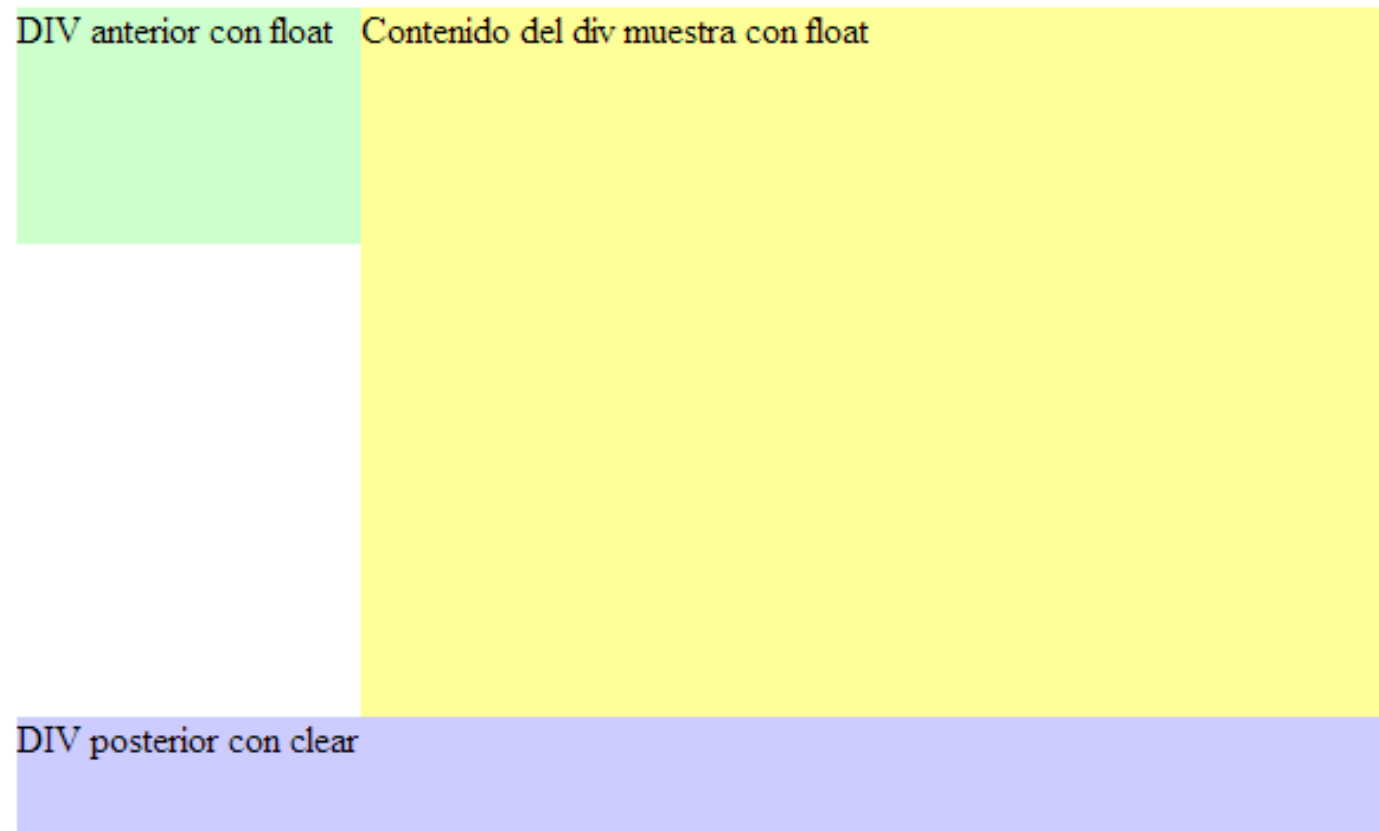 DIV anterior con float
Contenido del div muestra con float
DIV posterior con clear